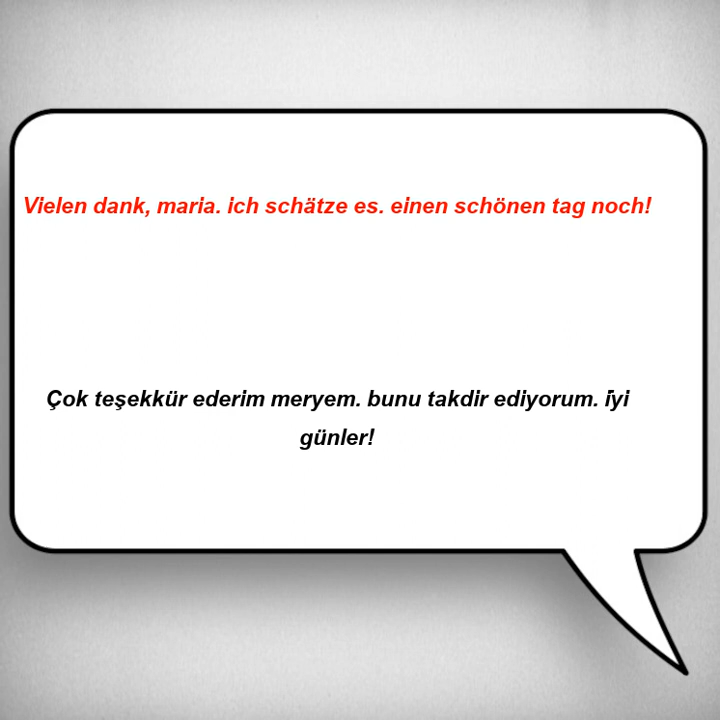 Vielen dank, maria. ich schätze es. einen schönen tag noch!
Çok teşekkür ederim meryem. bunu takdir ediyorum. i̇yi
günler!